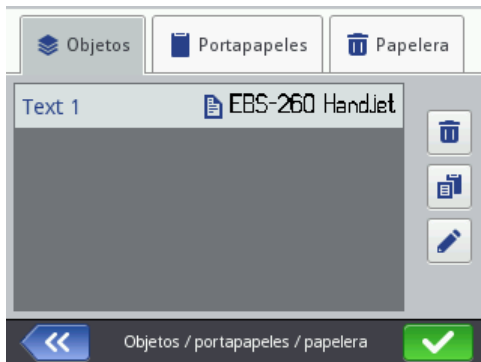 Objetos
Portapapeles
Papelera
Text 1
EBS-260 HandJet
Objetos / portapapeles / papelera